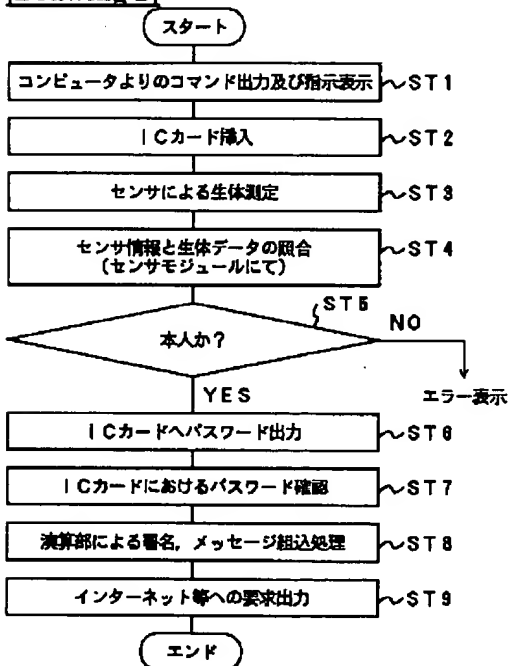 スタート
コンピュータよりのコマンド出力及び指示表示 ST1
ICカード挿入 ST2
センサによる生体測定 ST3
センサ情報と生体データの照合 ST4
(センサモジュールにて)
ST5
本人か? NO
YES エラー表示
ICカードへパスワード出力 ST6
ICカードにおけるパスワード確認 ST7
演算部による署名,メッセージ組込処理 ST8
インターネット等への要求出力 ST9
エンド